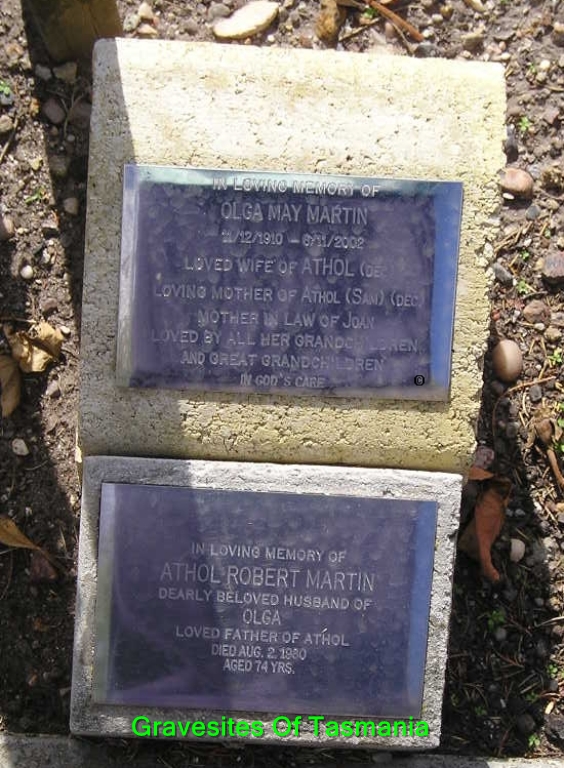 IN LOVING MEMORY OF
OLGA MAY MARTIN
11/12/1910 – 6/11/2002
LOVED WIFE OF ATHOL (DEC)
LOVING MOTHER OF ATHOL (SAM) (DEC)
MOTHER IN LAW OF JOAN
LOVED BY ALL HER GRANDCHILDREN
AND GREAT GRANDCHILDREN
IN GOD'S CARE
IN LOVING MEMORY OF
ATHOL ROBERT MARTIN
DEARLY BELOVED HUSBAND OF
OLGA
LOVED FATHER OF ATHOL
DIED AUG. 2, 1980
AGED 74 YRS.
Gravesites Of Tasmania